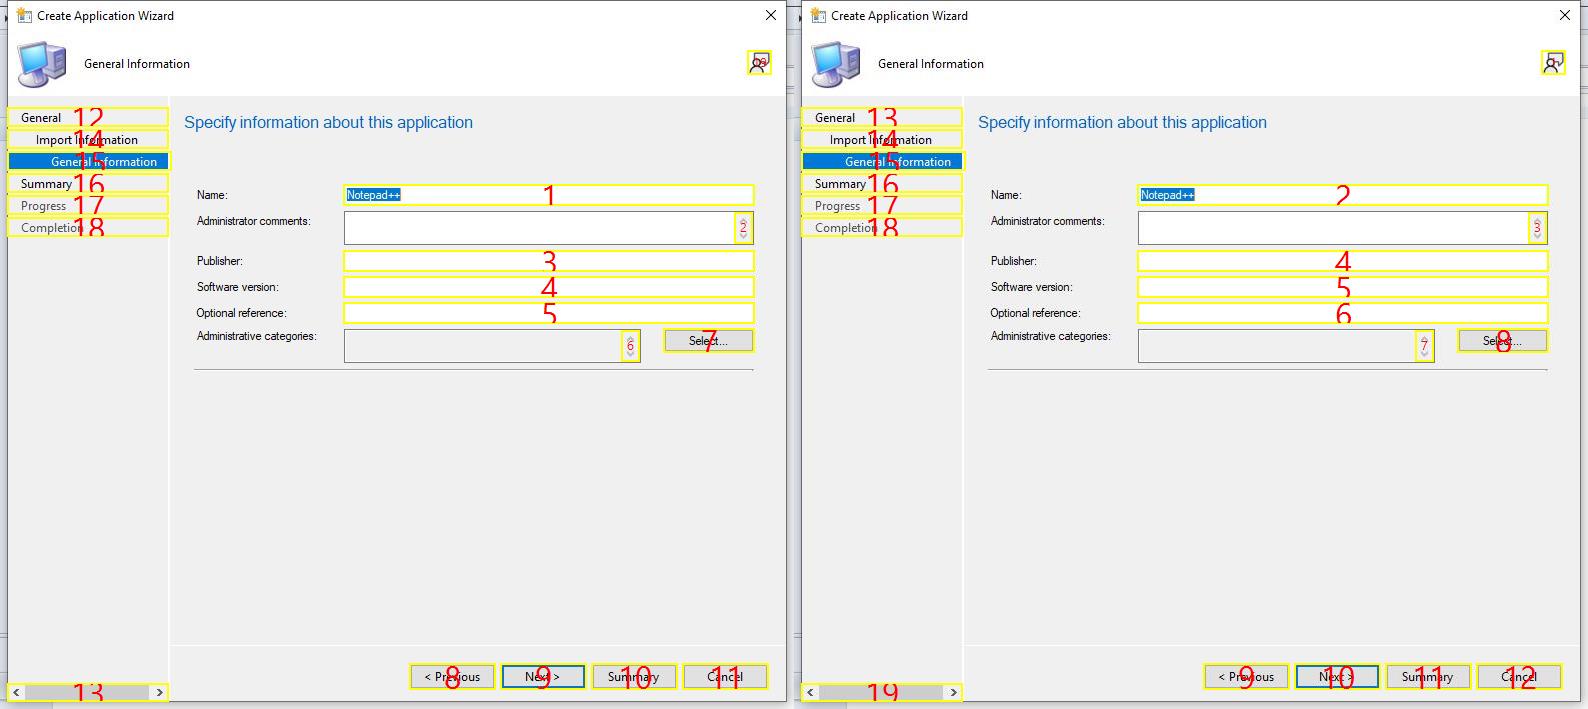 Create Application Wizard
General Information
19
General
12
Import Information
14
General Information
15
Summary
16
Progress
17
Completion
18
13
Specify information about this application
Name:
Notepad++
1
Administrator comments:
2
Publisher:
3
Software version:
4
Optional reference:
5
Administrative categories:
6
Select...
7
< Previous
8
Next >
9
Summary
10
Cancel
11
Create Application Wizard
General Information
1
General
13
Import Information
14
General Information
15
Summary
16
Progress
17
Completion
18
19
Specify information about this application
Name:
Notepad++
2
Administrator comments:
3
Publisher:
4
Software version:
5
Optional reference:
6
Administrative categories:
7
Select...
8
< Previous
9
Next >
10
Summary
11
Cancel
12